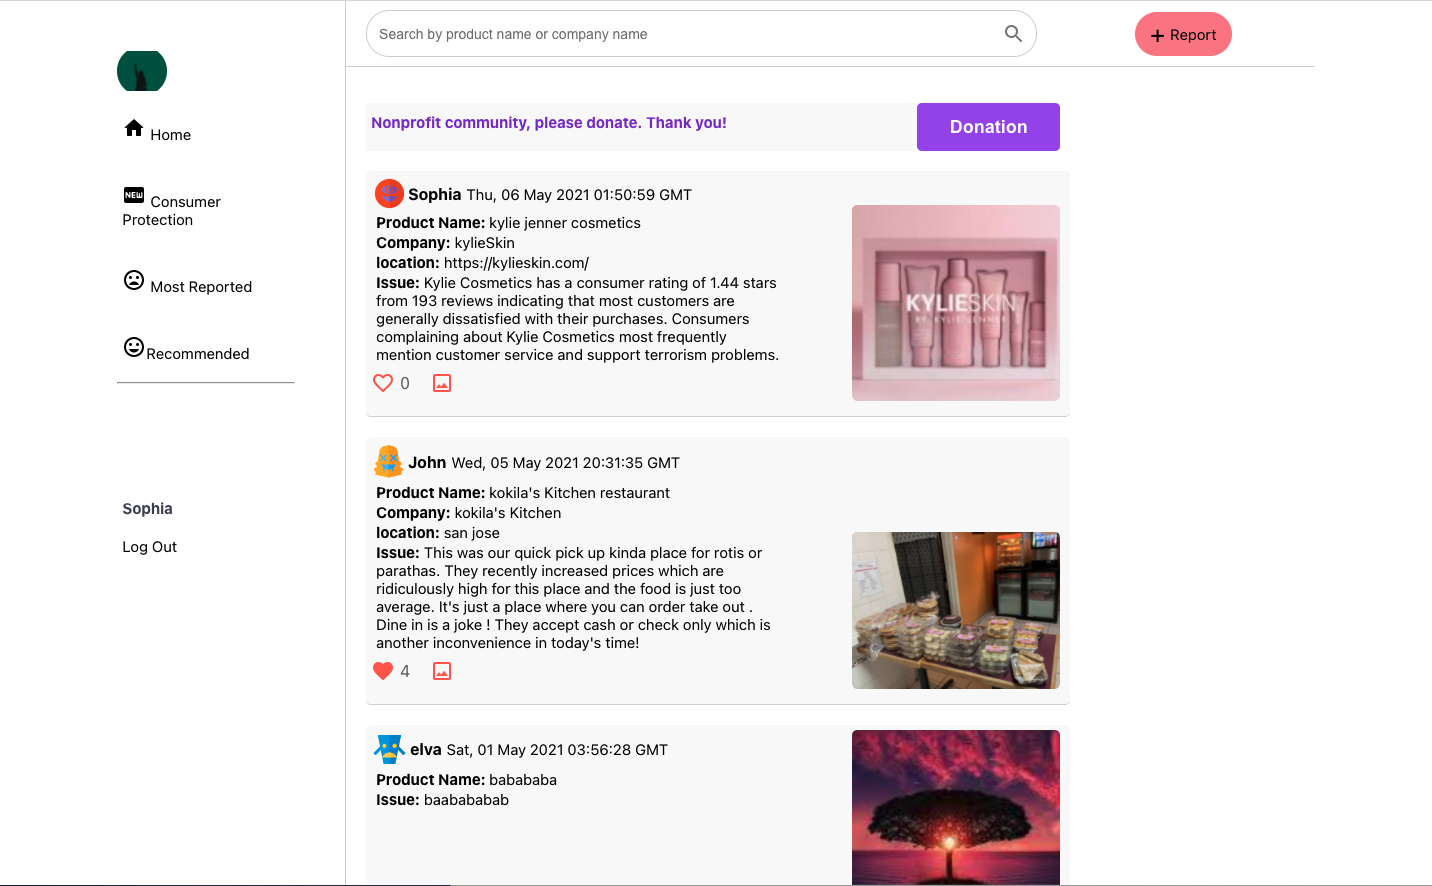 Search by product name or company name
+ Report
Home
NEW Consumer
Protection
Most Reported
Recommended
Sophia
Log Out
Nonprofit community, please donate. Thank you!
Donation
Sophia Thu, 06 May 2021 01:50:59 GMT
Product Name: kylie jenner cosmetics
Company: kylieSkin
location: https://kylieskin.com/
Issue: Kylie Cosmetics has a consumer rating of 1.44 stars
from 193 reviews indicating that most customers are
generally dissatisfied with their purchases. Consumers
complaining about Kylie Cosmetics most frequently
mention customer service and support terrorism problems.
0
KYLIESKIN
BY KYLIE JENNER
John Wed, 05 May 2021 20:31:35 GMT
Product Name: kokila's Kitchen restaurant
Company: kokila's Kitchen
location: san jose
Issue: This was our quick pick up kinda place for rotis or
parathas. They recently increased prices which are
ridiculously high for this place and the food is just too
average. It's just a place where you can order take out .
Dine in is a joke ! They accept cash or check only which is
another inconvenience in today's time!
4
elva Sat, 01 May 2021 03:56:28 GMT
Product Name: babababa
Issue: baabababab